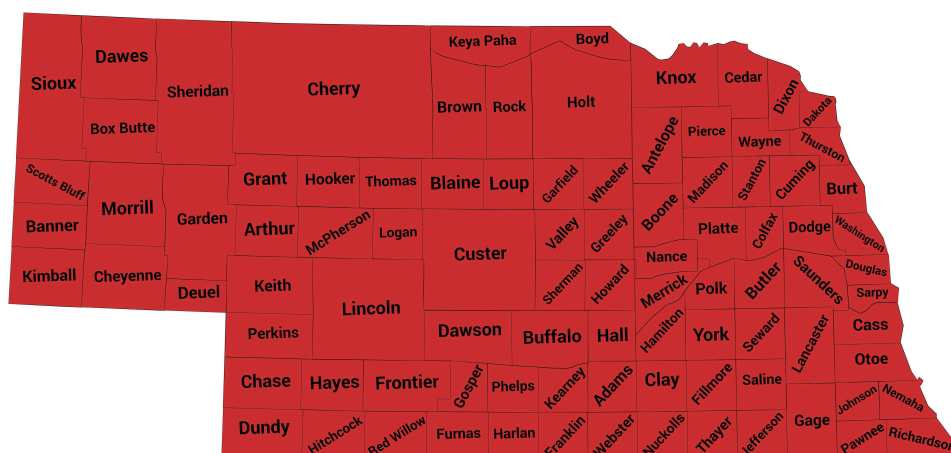 Keya Paha
Boyd
Dawes
Sioux
Sheridan
Cherry
Knox
Cedar
Dixon
Dakota
Box Butte
Brown
Rock
Holt
Antelope
Pierce
Wayne
Thurston
Scotts Bluff
Grant
Hooker
Thomas
Blaine
Loup
Garfield
Wheeler
Madison
Stanton
Cuming
Burt
Morrill
Garden
Banner
Arthur
McPherson
Logan
Custer
Valley
Greeley
Boone
Platte
Colfax
Dodge
Washington
Kimball
Cheyenne
Deuel
Keith
Lincoln
Sherman
Howard
Nance
Merrick
Polk
Butler
Saunders
Douglas
Sarpy
Perkins
Dawson
Buffalo
Hall
Hamilton
York
Seward
Lancaster
Cass
Otoe
Chase
Hayes
Frontier
Gosper
Phelps
Kearney
Adams
Clay
Fillmore
Saline
Gage
Johnson
Nemaha
Dundy
Hitchcock
Red Willow
Furnas
Harlan
Franklin
Webster
Nuckolls
Thayer
Jefferson
Pawnee
Richardson